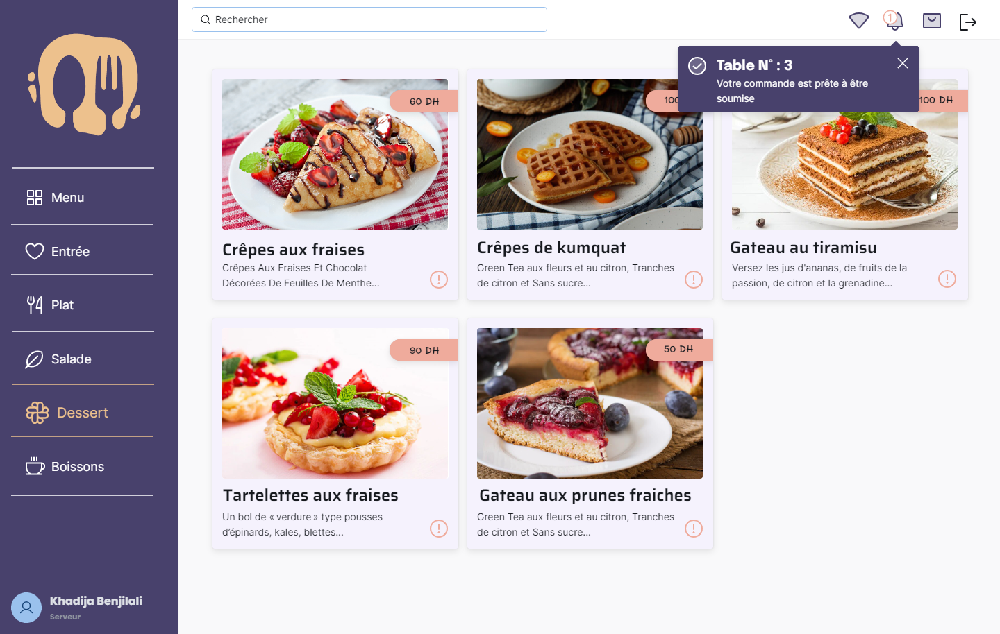 Rechercher
1
Table N° : 3
Votre commande est prête à être
soumise
Menu
Entrée
Plat
Salade
Dessert
Boissons
Khadija Benjilali
Serveur
60 DH
Crêpes aux fraises
Crêpes Aux Fraises Et Chocolat
Décorées De Feuilles De Menthe...
100
Crêpes de kumquat
Green Tea aux fleurs et au citron, Tranches
de citron et Sans sucre...
100 DH
Gateau au tiramisu
Versez les jus d'ananas, de fruits de la
passion, de citron et la grenadine...
90 DH
Tartelettes aux fraises
Un bol de « verdure » type pousses
d’épinards, kales, blettes...
50 DH
Gateau aux prunes fraiches
Green Tea aux fleurs et au citron, Tranches
de citron et Sans sucre...